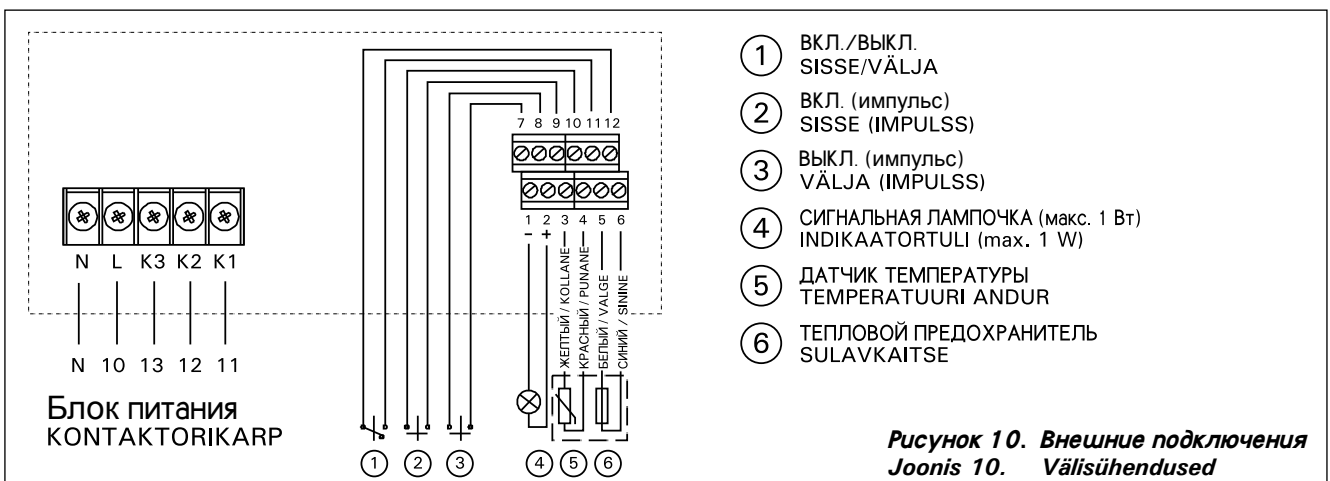 7 8 9 10 11 12
1 2 3 4 5 6
- +
ЖЕЛТЫЙ / KOLLANE
КРАСНЫЙ / PUNANE
БЕЛЫЙ / VALGE
СИНИЙ / SININE
N L K3 K2 K1
N 10 13 12 11
Блок питания
KONTAKTORIKARP
1 2 3 4 5 6
1 ВКЛ./ВЫКЛ.
SISSE/VÄLJA
2 ВКЛ. (импульс)
SISSE (IMPULSS)
3 ВЫКЛ. (импульс)
VÄLJA (IMPULSS)
4 СИГНАЛЬНАЯ ЛАМПОЧКА (макс. 1 Вт)
INDIKAATORTULI (max. 1 W)
5 ДАТЧИК ТЕМПЕРАТУРЫ
TEMPERATUURI ANDUR
6 ТЕПЛОВОЙ ПРЕДОХРАНИТЕЛЬ
SULAVKAITSE
Рисунок 10. Внешние подключения
Joonis 10. Välisühendused